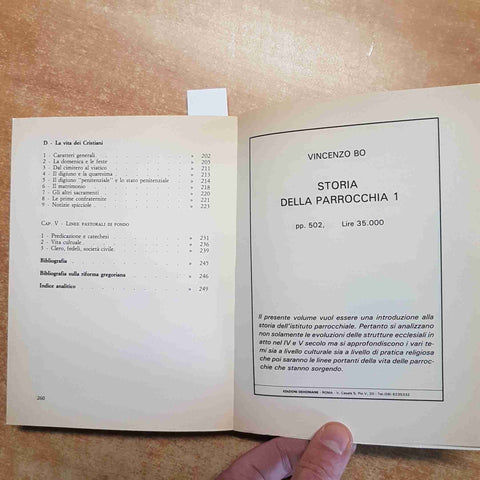 D - La vita dei Cristiani
1 - Caratteri generali . . . . . . . . . » 202
2 - La domenica e le feste . . . . . . . » 205
3 - Dal cimitero al viatico . . . . . . . » 211
4 - Il digiuno e la quaresima . . . . . . » 214
5 - Il digiuno "penitenziale" e lo stato penitenziale » 214
6 - Il matrimonio . . . . . . . . . » 218
7 - Gli altri sacramenti . . . . . . . . » 220
8 - Le prime confraternite . . . . . . . » 221
9 - Notizie spicciole . . . . . . . . » 223
CAP. V - LINEE PASTORALI DI FONDO
1 - Predicazione e catechesi . . . . . . . » 231
2 - Vita cultuale . . . . . . . . . » 236
3 - Clero, fedeli, società civile . . . . . . » 239
Bibliografia . . . . . . . . . . » 245
Bibliografia sulla riforma gregoriana . . . . » 246
Indice analitico . . . . . . . . . » 249
260
VINCENZO BO
STORIA
DELLA PARROCCHIA 1
pp. 502, Lire 35.000
Il presente volume vuol essere una introduzione alla
storia dell'istituto parrocchiale. Pertanto si analizzano
non solamente le evoluzioni delle strutture ecclesiali in
atto nel IV e V secolo ma si approfondiscono i vari te-
mi sia a livello culturale sia a livello di pratica religiosa
che poi saranno le linee portanti della vita delle parroc-
chie che stanno sorgendo.
EDIZIONI DEHONIANE - ROMA -